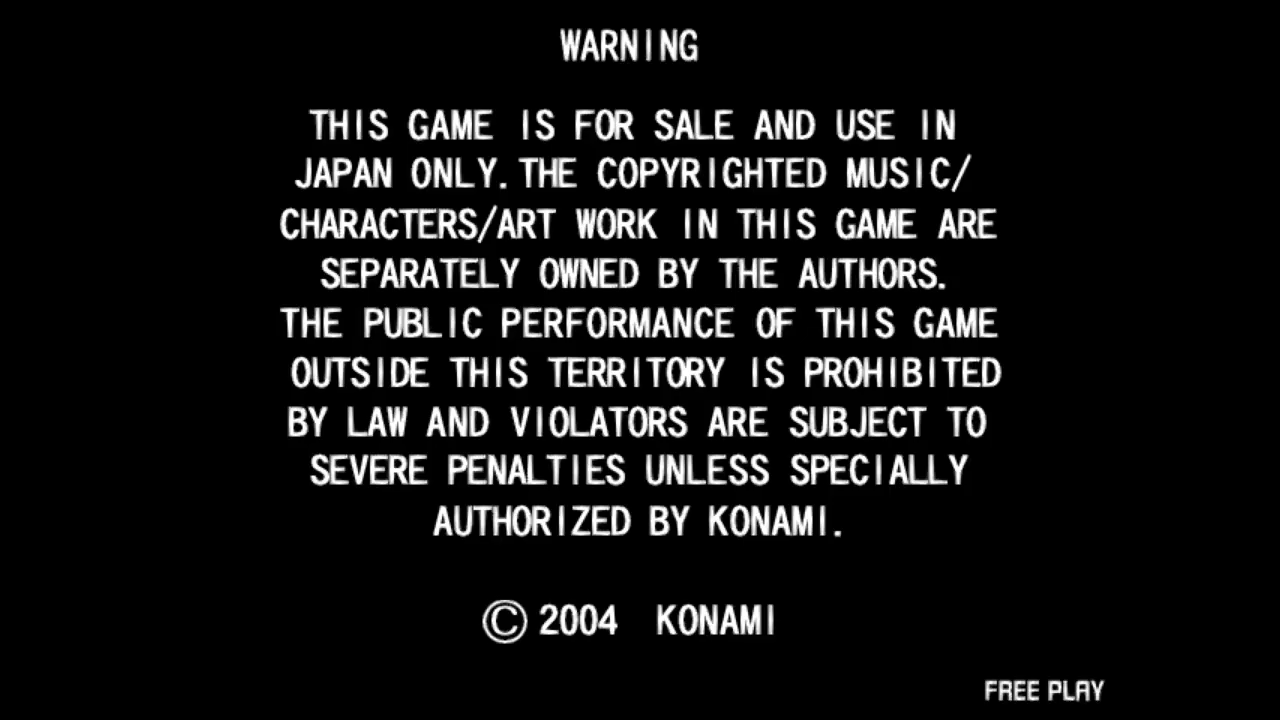 WARNING
THIS GAME IS FOR SALE AND USE IN
JAPAN ONLY. THE COPYRIGHTED MUSIC/
CHARACTERS/ART WORK IN THIS GAME ARE
SEPARATELY OWNED BY THE AUTHORS.
THE PUBLIC PERFORMANCE OF THIS GAME
OUTSIDE THIS TERRITORY IS PROHIBITED
BY LAW AND VIOLATORS ARE SUBJECT TO
SEVERE PENALTIES UNLESS SPECIALLY
AUTHORIZED BY KONAMI.
© 2004 KONAMI
FREE PLAY